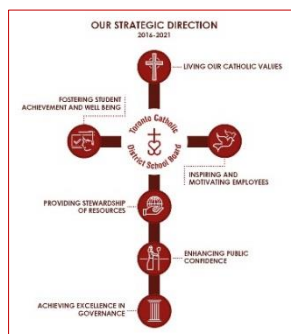 OUR STRATEGIC DIRECTION
2016-2021
LIVING OUR CATHOLIC VALUES
FOSTERING STUDENT
ACHIEVEMENT AND WELL BEING
Toronto Catholic
District School Board
INSPIRING AND
MOTIVATING EMPLOYEES
PROVIDING STEWARDSHIP
OF RESOURCES
ENHANCING PUBLIC
CONFIDENCE
ACHIEVING EXCELLENCE IN
GOVERNANCE